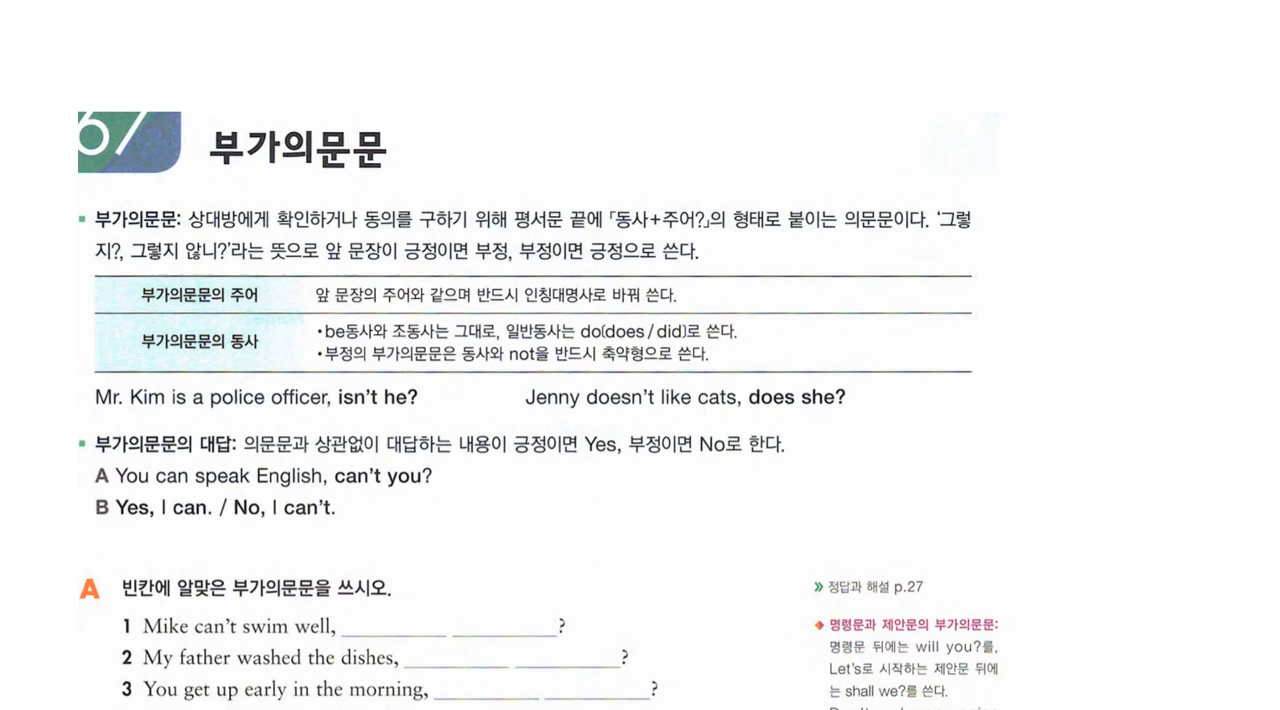 67 부가의문문
▪ 부가의문문: 상대방에게 확인하거나 동의를 구하기 위해 평서문 끝에 「동사+주어?」의 형태로 붙이는 의문문이다. ‘그렇
지?, 그렇지 않니?’라는 뜻으로 앞 문장이 긍정이면 부정, 부정이면 긍정으로 쓴다.
부가의문문의 주어 앞 문장의 주어와 같으며 반드시 인칭대명사로 바꿔 쓴다.
부가의문문의 동사
•be동사와 조동사는 그대로, 일반동사는 do(does / did)로 쓴다.
•부정의 부가의문문은 동사와 not을 반드시 축약형으로 쓴다.
Mr. Kim is a police officer, isn’t he? Jenny doesn’t like cats, does she?
▪ 부가의문문의 대답: 의문문과 상관없이 대답하는 내용이 긍정이면 Yes, 부정이면 No로 한다.
A You can speak English, can’t you?
B Yes, I can. / No, I can’t.
A 빈칸에 알맞은 부가의문문을 쓰시오.
1 Mike can’t swim well, ________ ________?
2 My father washed the dishes, ________ ________?
3 You get up early in the morning, ________ ________?
» 정답과 해설 p.27
◆ 명령문과 제안문의 부가의문문:
명령문 뒤에는 will you?를,
Let’s로 시작하는 제안문 뒤에
는 shall we?를 쓴다.